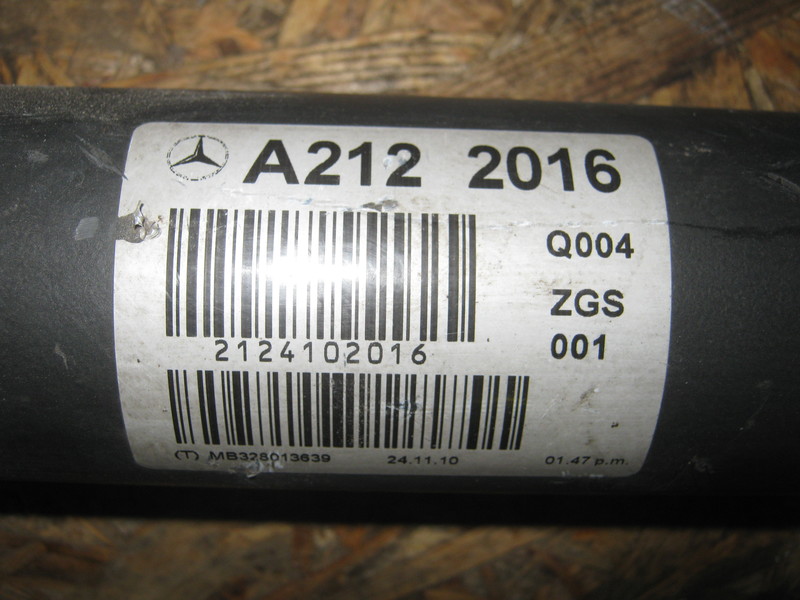 A212 2016
Q004
ZGS
001
2124102016
(T) MB328013639 24.11.10 01.47 p.m.